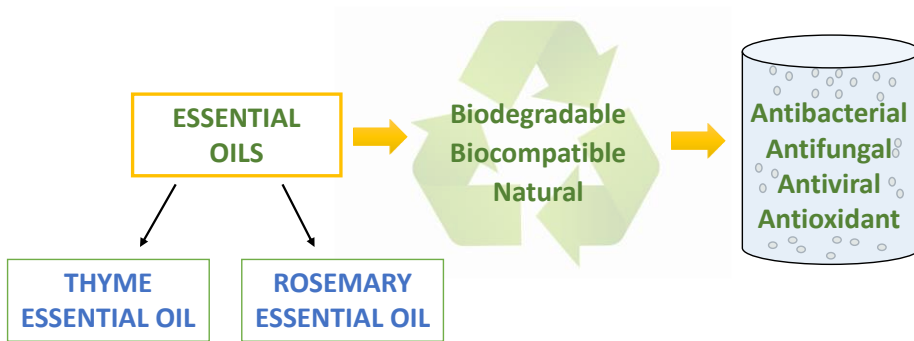 ESSENTIAL
OILS
Biodegradable
Biocompatible
Natural
Antibacterial
Antifungal
Antiviral
Antioxidant
THYME
ESSENTIAL OIL
ROSEMARY
ESSENTIAL OIL